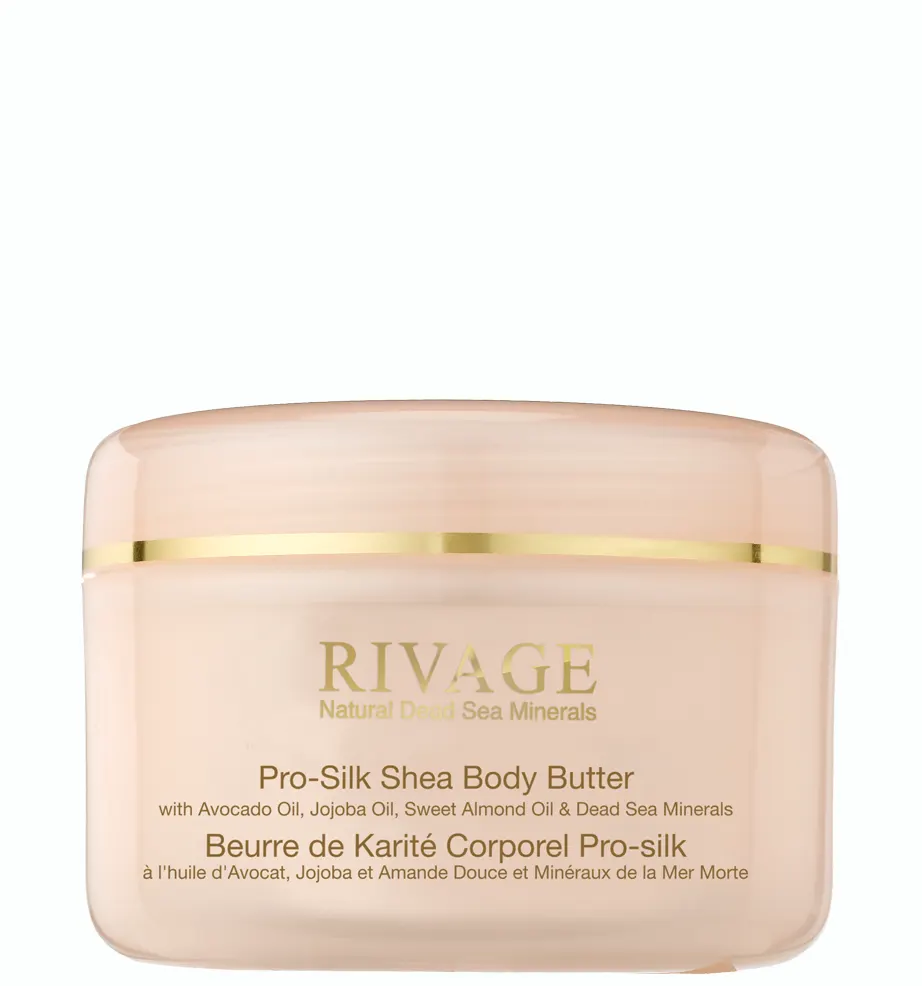 RIVAGE
Natural Dead Sea Minerals
Pro-Silk Shea Body Butter
with Avocado Oil, Jojoba Oil, Sweet Almond Oil & Dead Sea Minerals
Beurre de Karité Corporel Pro-silk
à l'huile d'Avocat, Jojoba et Amande Douce et Minéraux de la Mer Morte